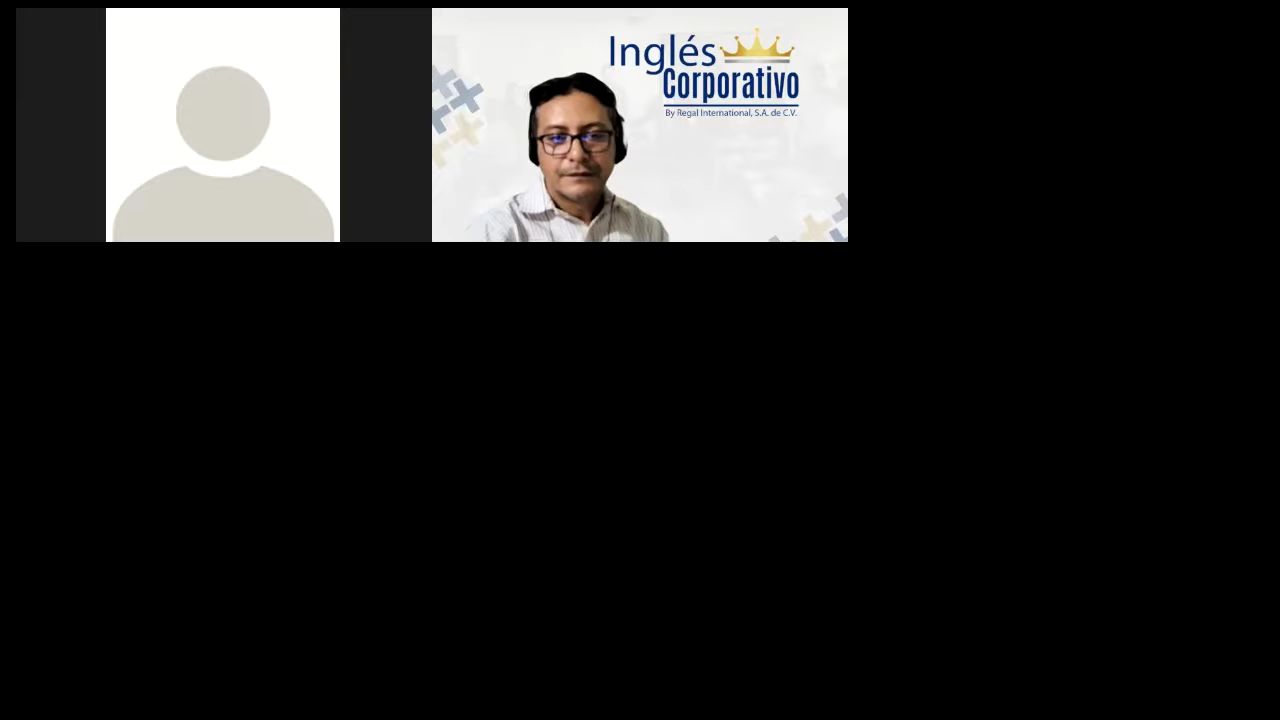 Inglés
Corporativo
By Regal International, S.A. de C.V.